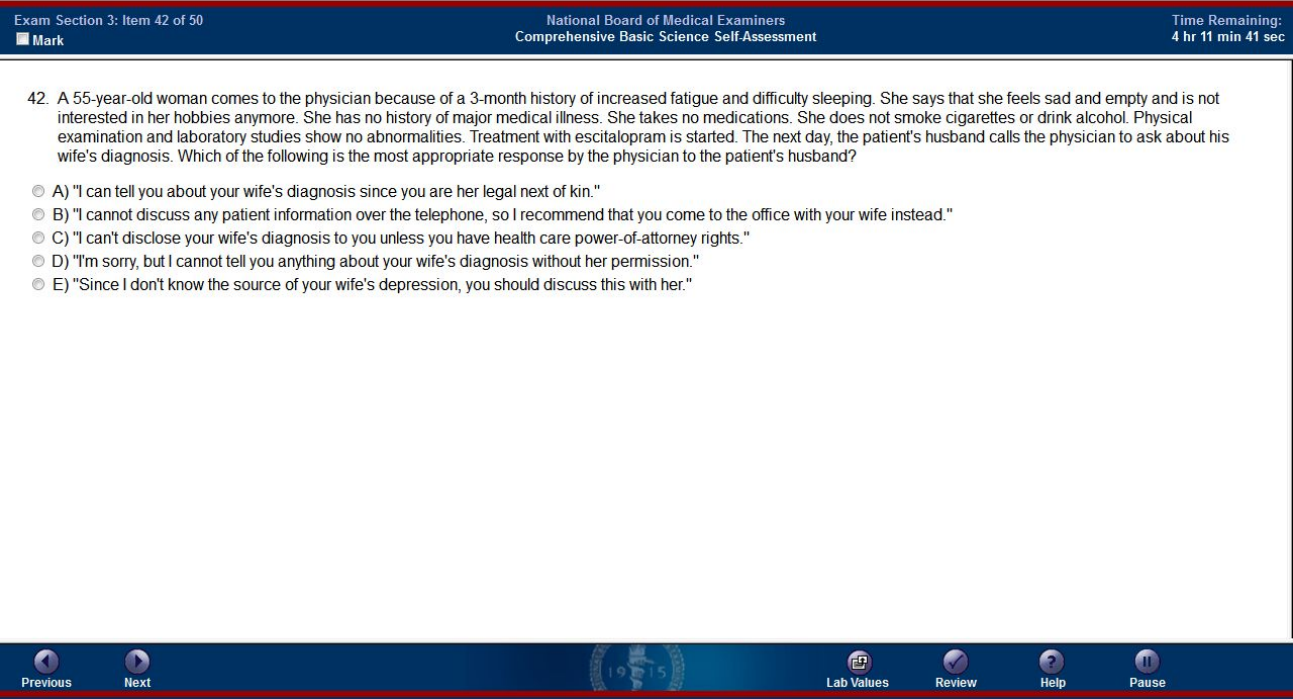 Exam Section 3: Item 42 of 50
National Board of Medical Examiners
Time Remaining:
Mark
Comprehensive Basic Science Self-Assessment
4 hr 11 min 41 sec
42. A 55-year-old woman comes to the physician because of a 3-month history of increased fatigue and difficulty sleeping. She says that she feels sad and empty and is not
interested in her hobbies anymore. She has no history of major medical illness. She takes no medications. She does not smoke cigarettes or drink alcohol. Physical
examination and laboratory studies show no abnormalities. Treatment with escitalopram is started. The next day, the patient's husband calls the physician to ask about his
wife's diagnosis. Which of the following is the most appropriate response by the physician to the patient's husband?
A) "I can tell you about your wife's diagnosis since you are her legal next of kin."
B) "I cannot discuss any patient information over the telephone, so I recommend that you come to the office with your wife instead."
C) "I can't disclose your wife's diagnosis to you unless you have health care power-of-attorney rights."
D) "I'm sorry, but I cannot tell you anything about your wife's diagnosis without her permission."
E) "Since I don't know the source of your wife's depression, you should discuss this with her."
1915
Previous
Next
Lab Values
Review
Help
Pause